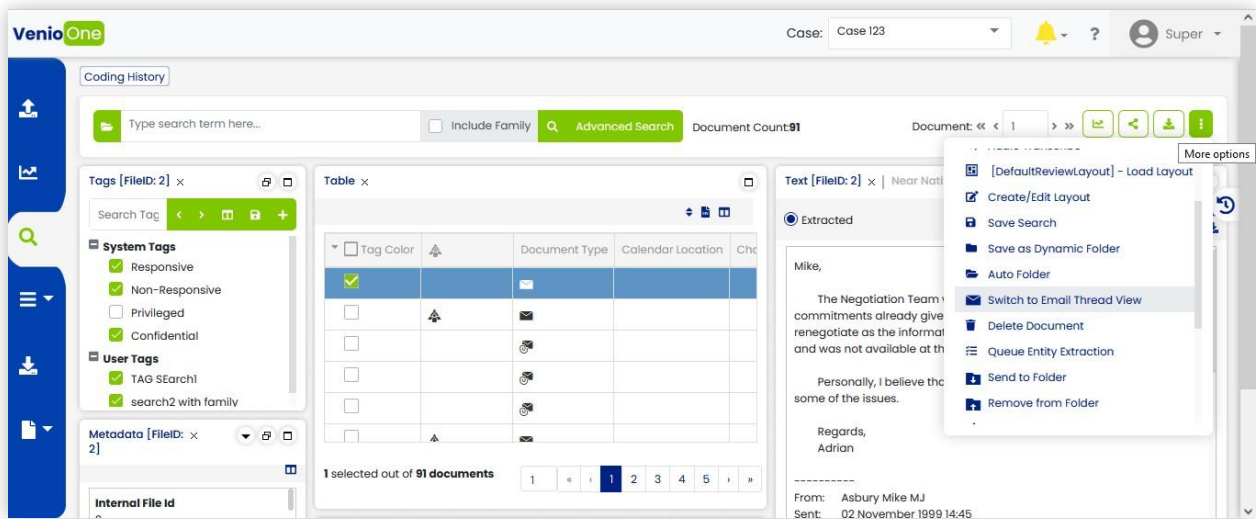 VenioOne
Case: Case 123
? Super
Coding History
Type search term here...
Include Family
Advanced Search
Document Count:91
Document: « < 1 > »
More options
Tags [FileID: 2] ×
Search Tag
System Tags
Responsive
Non-Responsive
Privileged
Confidential
User Tags
TAG SEarch1
search2 with family
Metadata [FileID: 2] ×
Internal File Id
Table ×
Tag Color
Document Type
Calendar Location
1 selected out of 91 documents
1 « ‹ 1 2 3 4 5 › »
Text [FileID: 2] × | Near Nati
Extracted
Mike,
The Negotiation Team
commitments already give
renegotiate as the informat
and was not available at th
Personally, I believe tha
some of the issues.
Regards,
Adrian
----------
From: Asbury Mike MJ
Sent: 02 November 1999 14:45
[DefaultReviewLayout] - Load Layout
Create/Edit Layout
Save Search
Save as Dynamic Folder
Auto Folder
Switch to Email Thread View
Delete Document
Queue Entity Extraction
Send to Folder
Remove from Folder